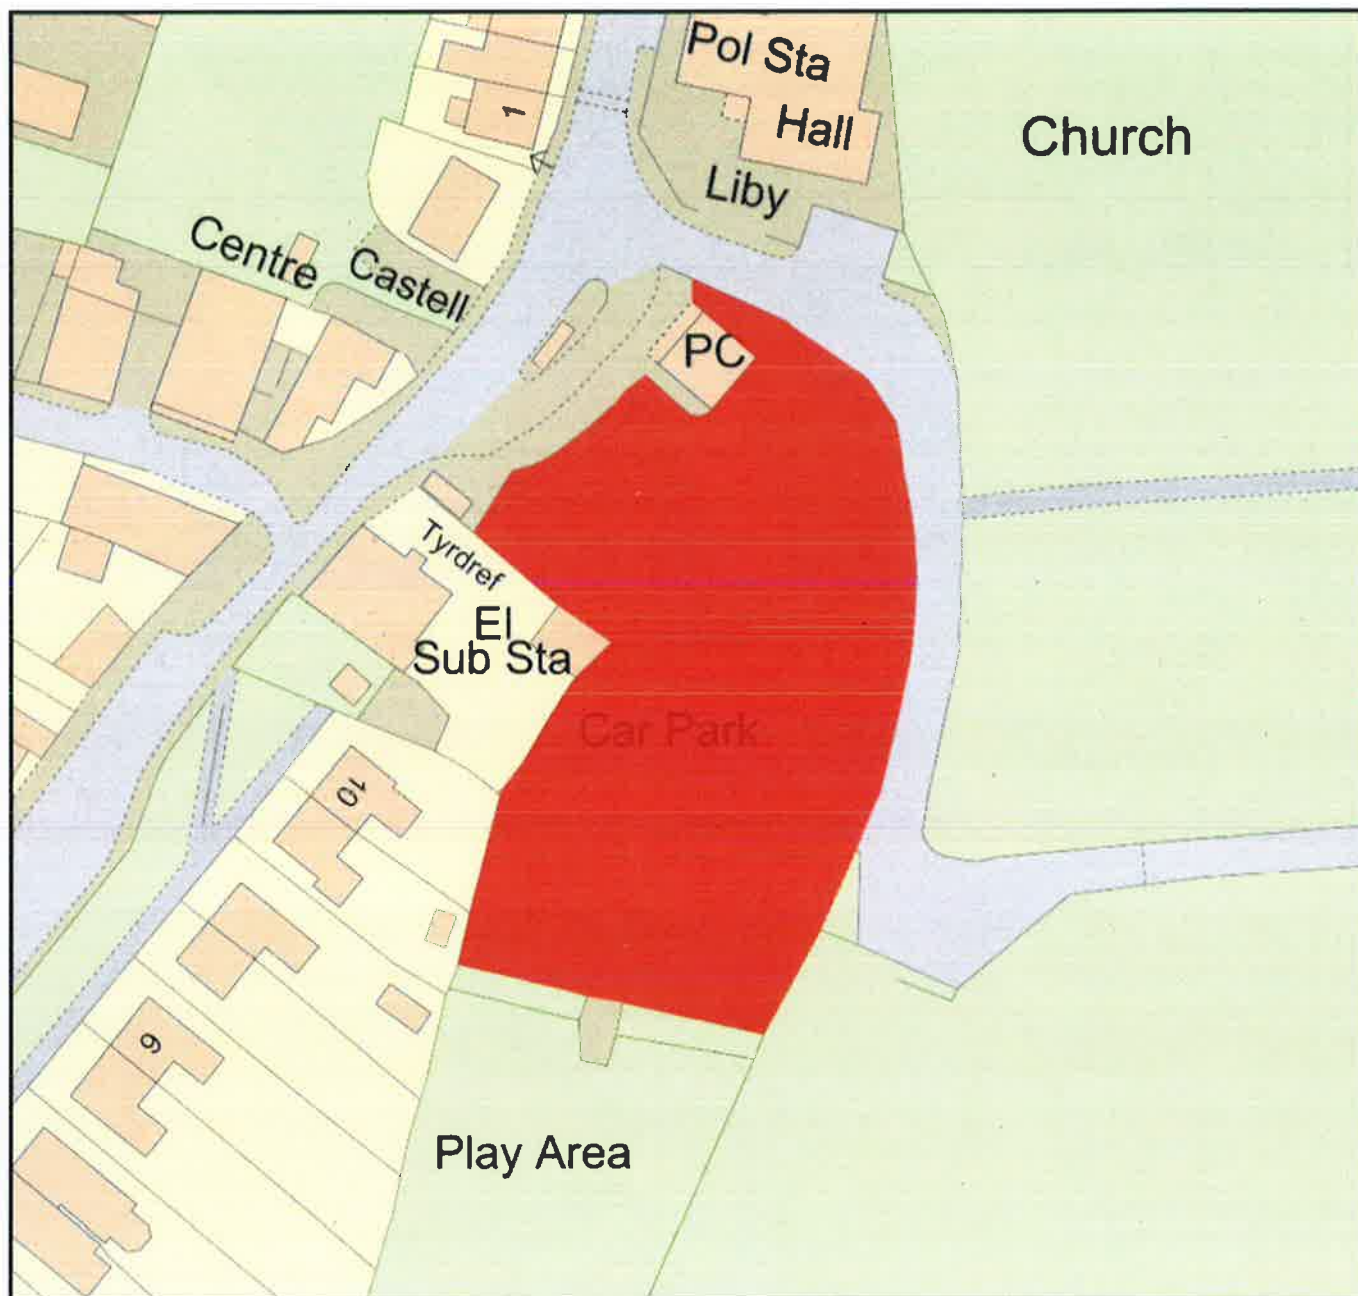 Pol Sta
Hall
Church
1
Liby
Centre
Castell
PC
Tyrdref
El
Sub Sta
Car Park
10
9
Play Area